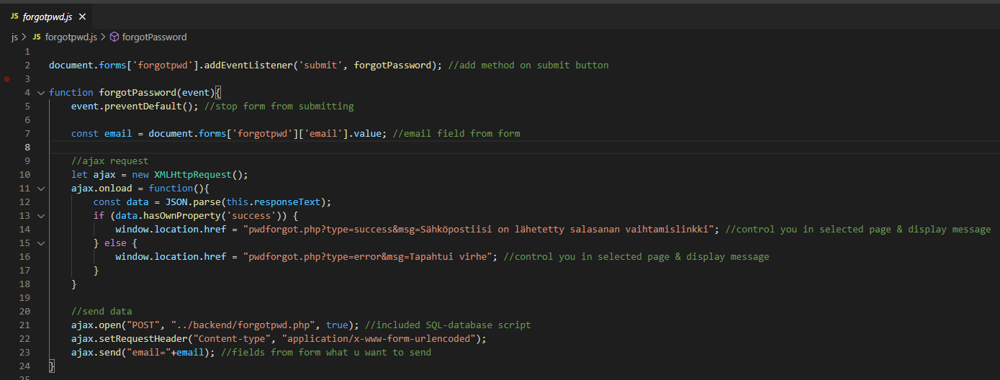 JS forgotpwd.js ×
js > JS forgotpwd.js > forgotPassword
1
2 document.forms['forgotpwd'].addEventListener('submit', forgotPassword); //add method on submit button
3
4 function forgotPassword(event){
5 event.preventDefault(); //stop form from submitting
6
7 const email = document.forms['forgotpwd']['email'].value; //email field from form
8
9 //ajax request
10 let ajax = new XMLHttpRequest();
11 ajax.onload = function(){
12 const data = JSON.parse(this.responseText);
13 if (data.hasOwnProperty('success')) {
14 window.location.href = "pwdforgot.php?type=success&msg=Sähköpostiisi on lähetetty salasanan vaihtamislinkki"; //control you in selected page & display message
15 } else {
16 window.location.href = "pwdforgot.php?type=error&msg=Tapahtui virhe"; //control you in selected page & display message
17 }
18 }
19
20 //send data
21 ajax.open("POST", "../backend/forgotpwd.php", true); //included SQL-database script
22 ajax.setRequestHeader("Content-type", "application/x-www-form-urlencoded");
23 ajax.send("email="+email); //fields from form what u want to send
24 }
25